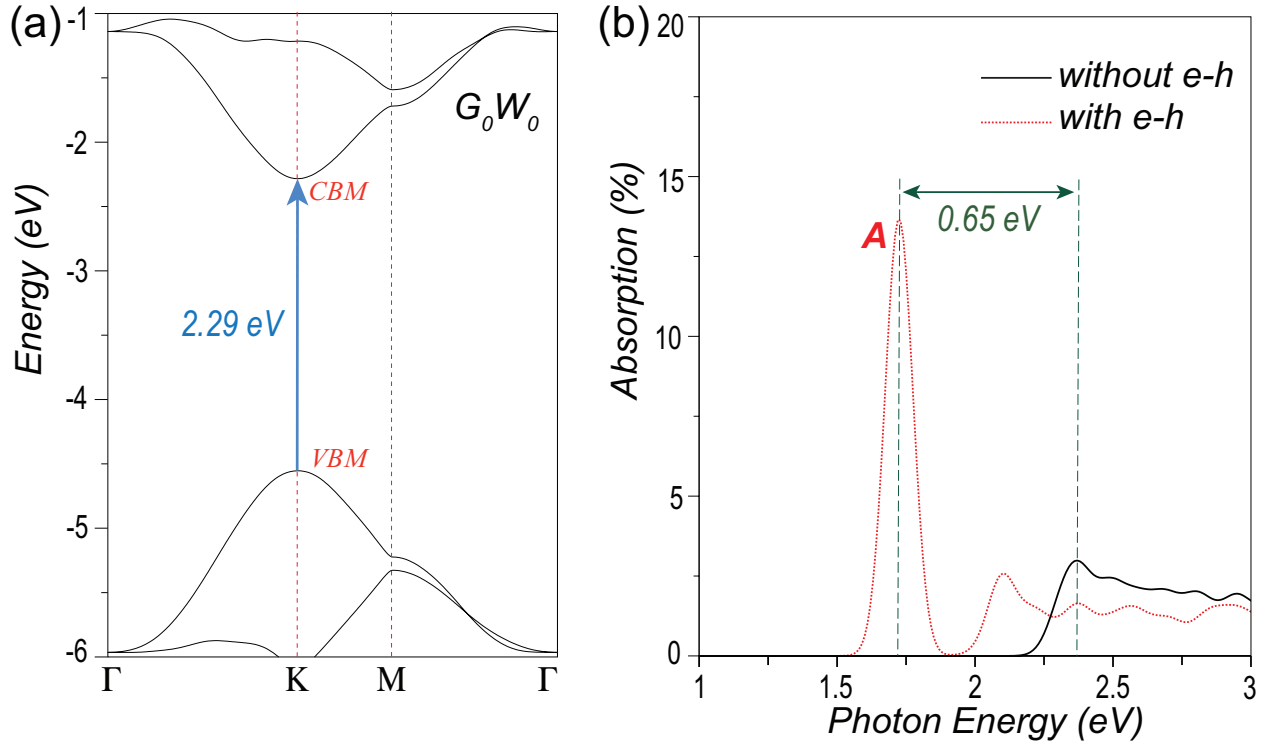 (a)
Energy (eV)
-1
-2
-3
-4
-5
-6
G₀W₀
CBM
2.29 eV
VBM
Γ K M Γ
(b)
Absorption (%)
20
15
10
5
0
without e-h
with e-h
0.65 eV
A
1 1.5 2 2.5 3
Photon Energy (eV)